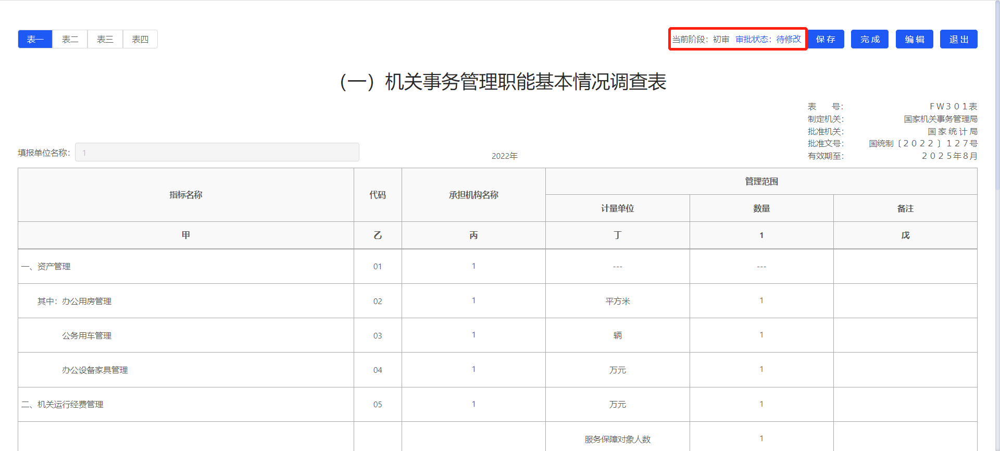 表一 表二 表三 表四 当前阶段：初审 审批状态：待修改 保存 完成 编辑 退出
（一）机关事务管理职能基本情况调查表
表 号： FW301表
制定机关： 国家机关事务管理局
批准机关： 国家统计局
批准文号： 国统制〔2022〕127号
有效期至： 2025年8月
填报单位名称： 1
2022年
指标名称 代码 承担机构名称 管理范围
计量单位 数量 备注
甲 乙 丙 丁 1 戊
一、资产管理 01 1 --- ---
其中：办公用房管理 02 1 平方米 1
公务用车管理 03 1 辆 1
办公设备家具管理 04 1 万元 1
二、机关运行经费管理 05 1 万元 1
服务保障对象人数 1